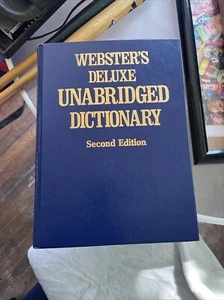 WEBSTER'S
DELUXE
UNABRIDGED
DICTIONARY
Second Edition